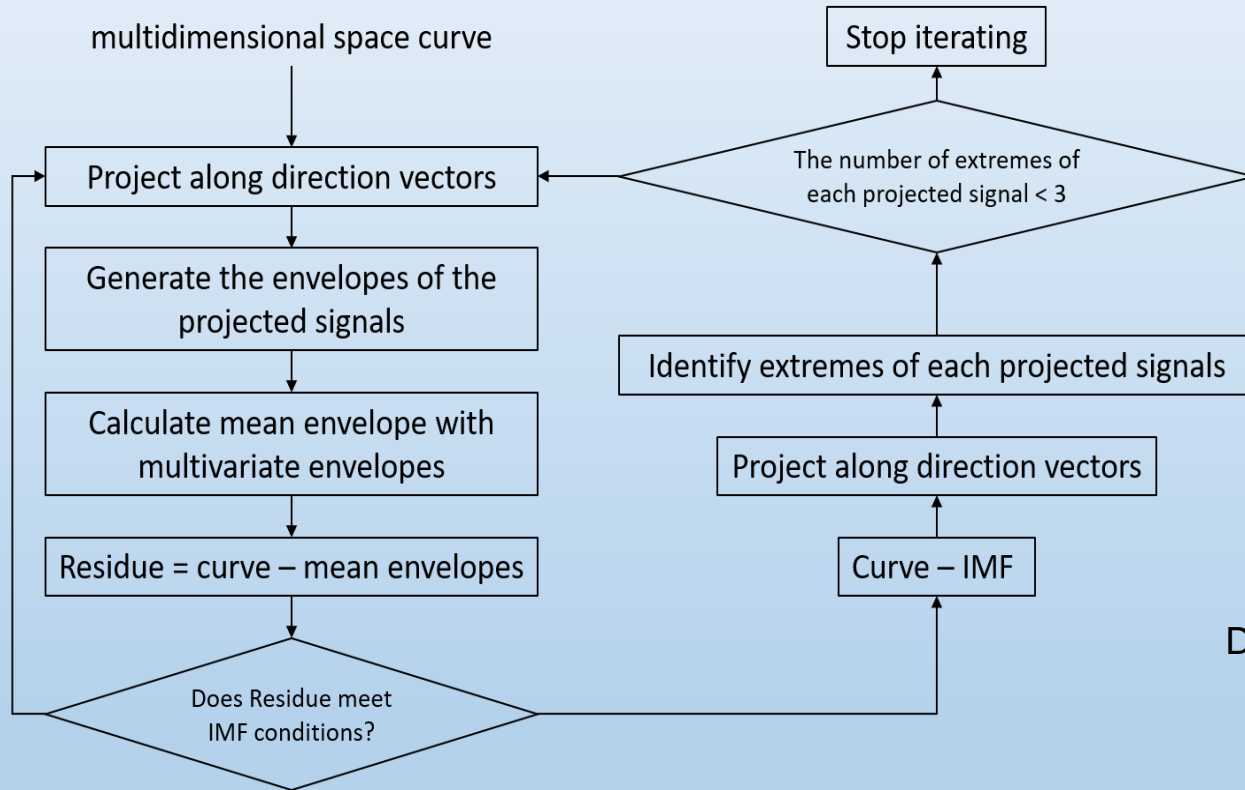 multidimensional space curve
Project along direction vectors
Generate the envelopes of the
projected signals
Calculate mean envelope with
multivariate envelopes
Residue = curve – mean envelopes
Does Residue meet
IMF conditions?
Stop iterating
The number of extremes of
each projected signal < 3
Identify extremes of each projected signals
Project along direction vectors
Curve – IMF
D